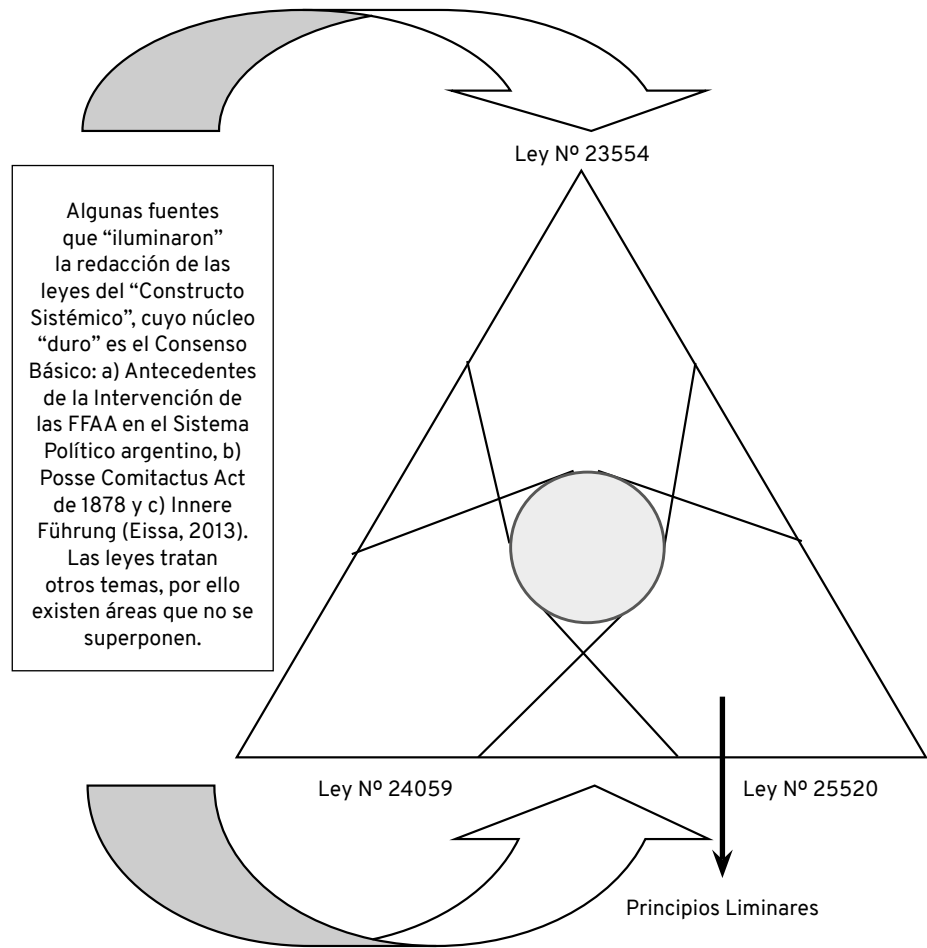 Ley Nº 23554
Algunas fuentes
que “iluminaron”
la redacción de las
leyes del “Constructo
Sistémico”, cuyo núcleo
“duro” es el Consenso
Básico: a) Antecedentes
de la Intervención de
las FFAA en el Sistema
Político argentino, b)
Posse Comitactus Act
de 1878 y c) Innere
Führung (Eissa, 2013).
Las leyes tratan
otros temas, por ello
existen áreas que no se
superponen.
Ley Nº 24059
Ley Nº 25520
Principios Liminares